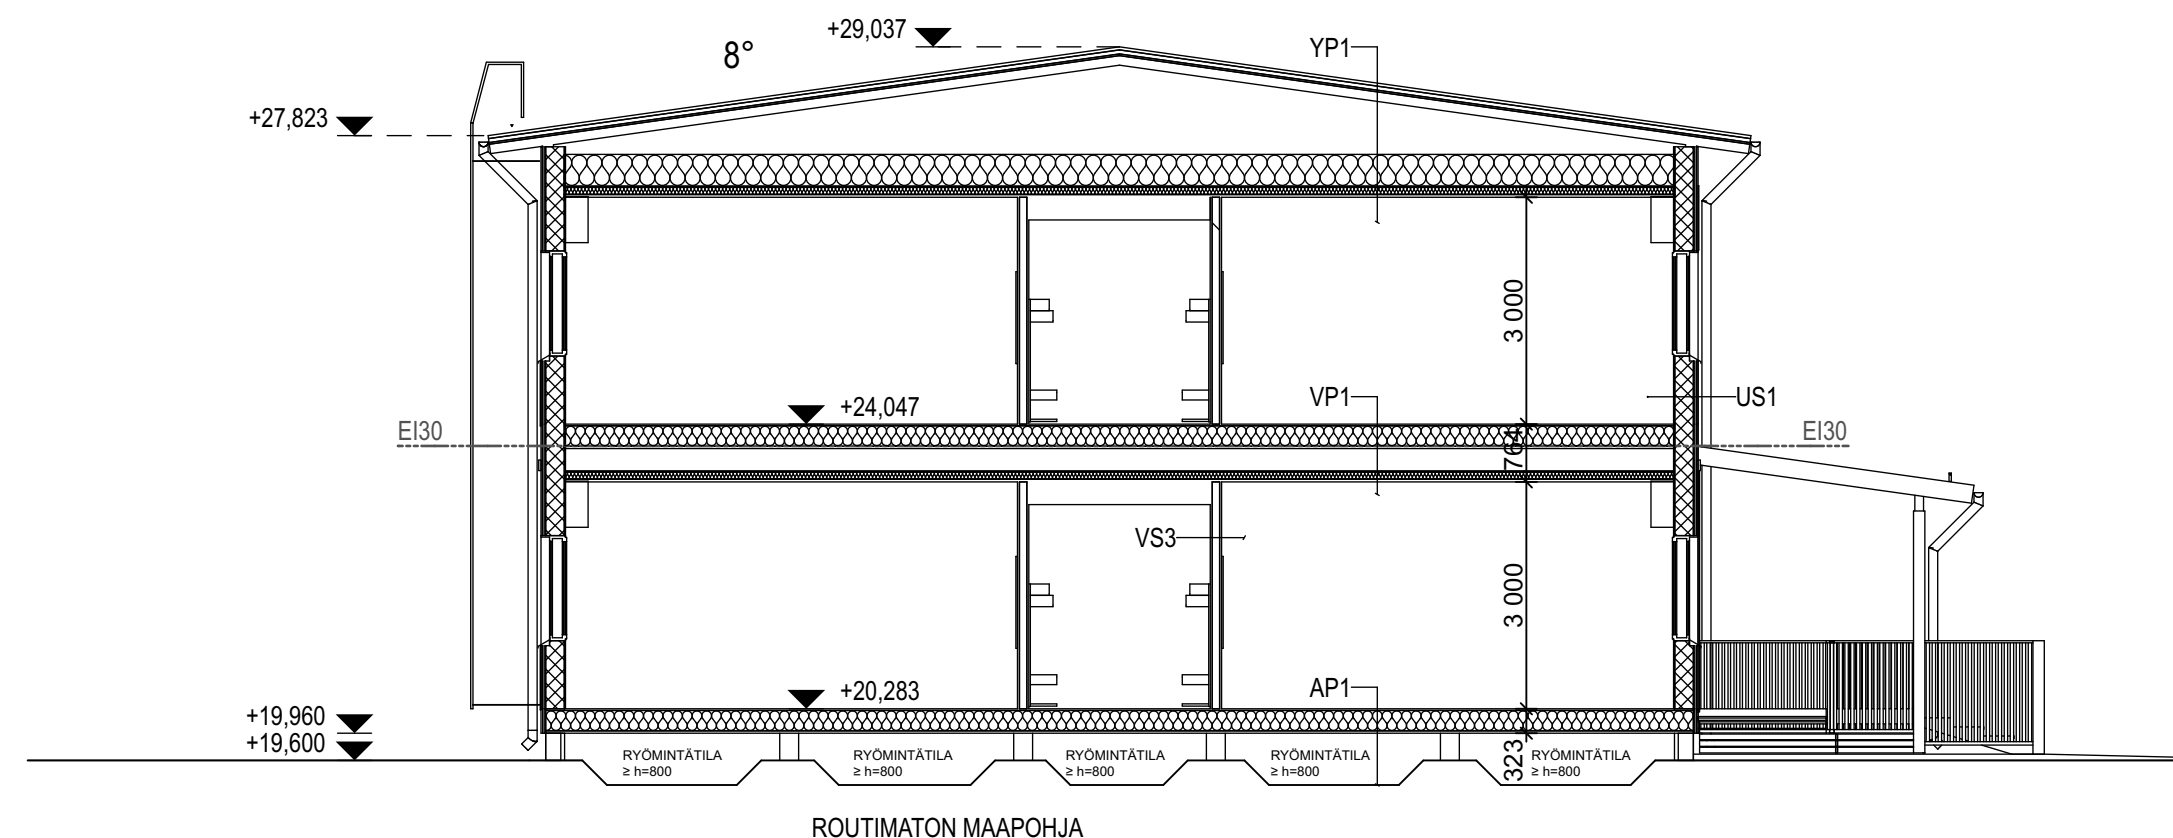 +29,037
8°
YP1
+27,823
3 000
+24,047
VP1
US1
EI30
EI30
764
VS3
3 000
+20,283
AP1
+19,960
+19,600
323
RYÖMINTÄTILA
≥ h=800
RYÖMINTÄTILA
≥ h=800
RYÖMINTÄTILA
≥ h=800
RYÖMINTÄTILA
≥ h=800
RYÖMINTÄTILA
≥ h=800
ROUTIMATON MAAPOHJA